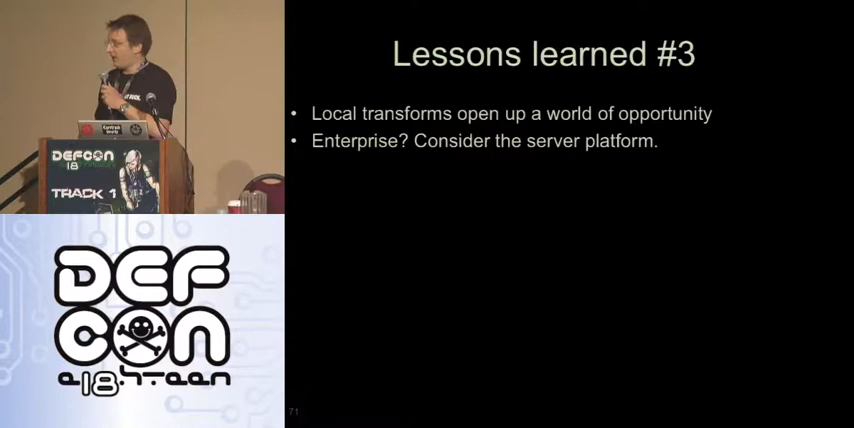 Lessons learned #3
• Local transforms open up a world of opportunity
• Enterprise? Consider the server platform.
DEFCON
18
TRACK 1
DEF
CON
e18hteen
71